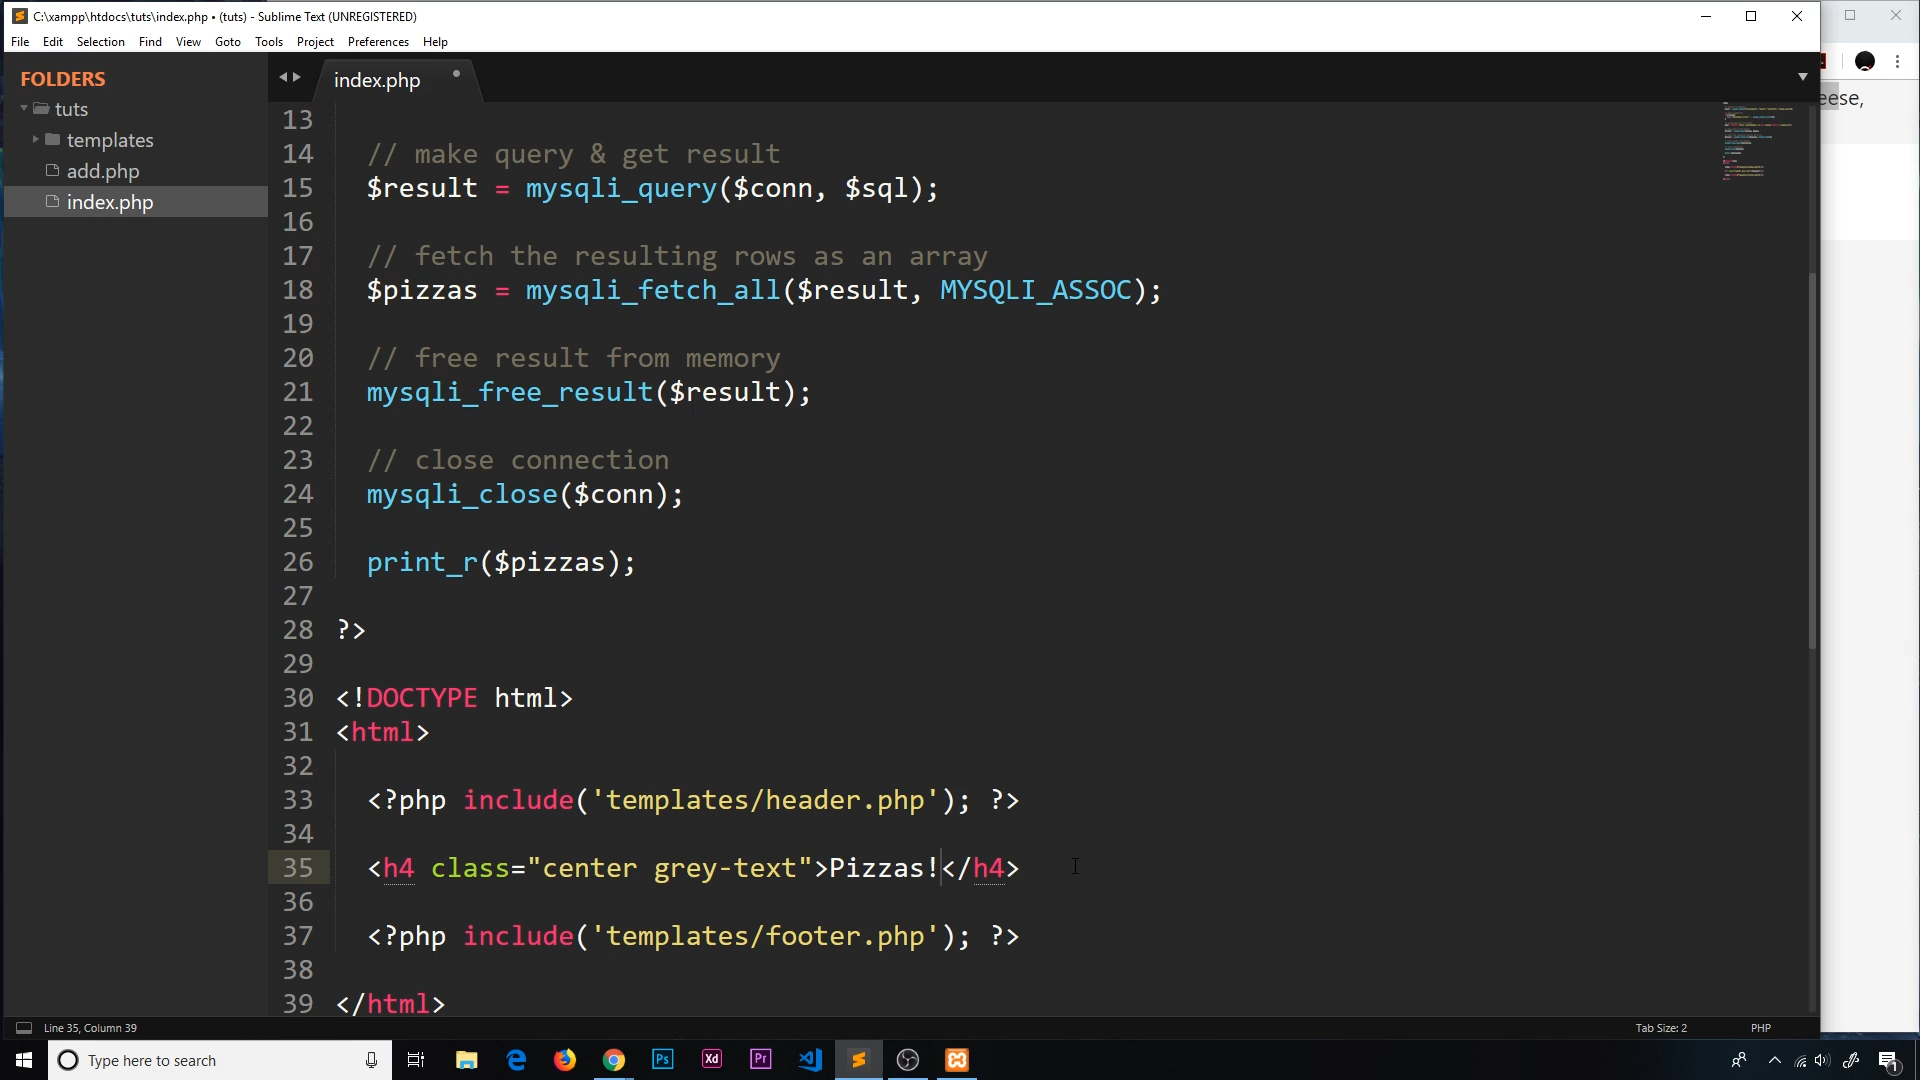 C:\xampp\htdocs\tuts\index.php • (tuts) - Sublime Text (UNREGISTERED)
File Edit Selection Find View Goto Tools Project Preferences Help
FOLDERS
tuts
templates
add.php
index.php
index.php
eese,
13
14 // make query & get result
15 $result = mysqli_query($conn, $sql);
16
17 // fetch the resulting rows as an array
18 $pizzas = mysqli_fetch_all($result, MYSQLI_ASSOC);
19
20 // free result from memory
21 mysqli_free_result($result);
22
23 // close connection
24 mysqli_close($conn);
25
26 print_r($pizzas);
27
28 ?>
29
30 <!DOCTYPE html>
31 <html>
32
33 <?php include('templates/header.php'); ?>
34
35 <h4 class="center grey-text">Pizzas!</h4>
36
37 <?php include('templates/footer.php'); ?>
38
39 </html>
Line 35, Column 39
Tab Size: 2
PHP
Type here to search
Ps
Xd
Pr
1